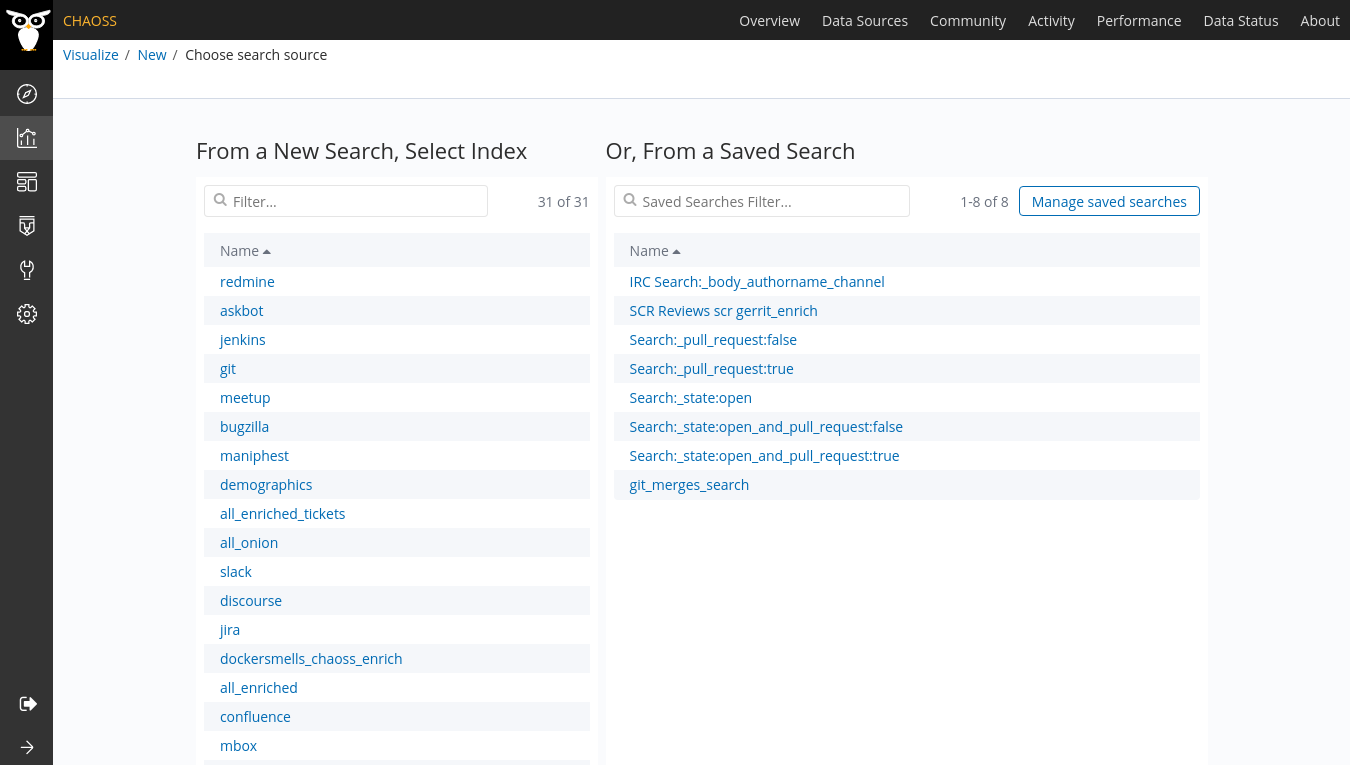 CHAOSS
Overview Data Sources Community Activity Performance Data Status About
Visualize / New / Choose search source
From a New Search, Select Index
Filter...
31 of 31
Name
redmine
askbot
jenkins
git
meetup
bugzilla
maniphest
demographics
all_enriched_tickets
all_onion
slack
discourse
jira
dockersmells_chaoss_enrich
all_enriched
confluence
mbox
Or, From a Saved Search
Saved Searches Filter...
1-8 of 8
Manage saved searches
Name
IRC Search:_body_authorname_channel
SCR Reviews scr gerrit_enrich
Search:_pull_request:false
Search:_pull_request:true
Search:_state:open
Search:_state:open_and_pull_request:false
Search:_state:open_and_pull_request:true
git_merges_search